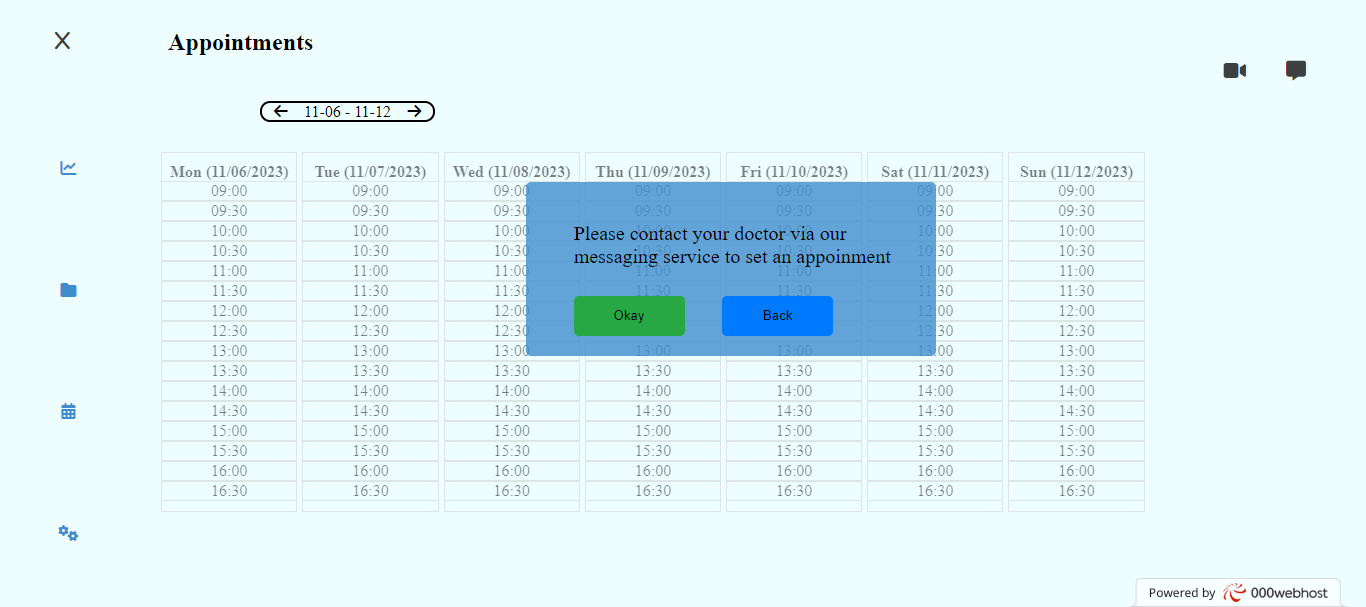 Appointments
11-06 - 11-12
Mon (11/06/2023) Tue (11/07/2023) Wed (11/08/2023) Thu (11/09/2023) Fri (11/10/2023) Sat (11/11/2023) Sun (11/12/2023)
09:00 09:00 09:00 09:00 09:00 09:00 09:00
09:30 09:30 09:30 09:30 09:30 09:30 09:30
10:00 10:00 10:00 10:00 10:00
10:30 10:30 10:30 10:30 10:30 10:30 10:30
11:00 11:00 11:00 11:00 11:00 11:00 11:00
11:30 11:30 11:30 11:30 11:30 11:30 11:30
12:00 12:00 12:00 12:00 12:00
12:30 12:30 12:30 12:30 12:30
13:00 13:00 13:00 13:00 13:00 13:00 13:00
13:30 13:30 13:30 13:30 13:30 13:30 13:30
14:00 14:00 14:00 14:00 14:00 14:00 14:00
14:30 14:30 14:30 14:30 14:30 14:30 14:30
15:00 15:00 15:00 15:00 15:00 15:00 15:00
15:30 15:30 15:30 15:30 15:30 15:30 15:30
16:00 16:00 16:00 16:00 16:00 16:00 16:00
16:30 16:30 16:30 16:30 16:30 16:30 16:30
Please contact your doctor via our
messaging service to set an appoinment
Okay Back
Powered by 000webhost